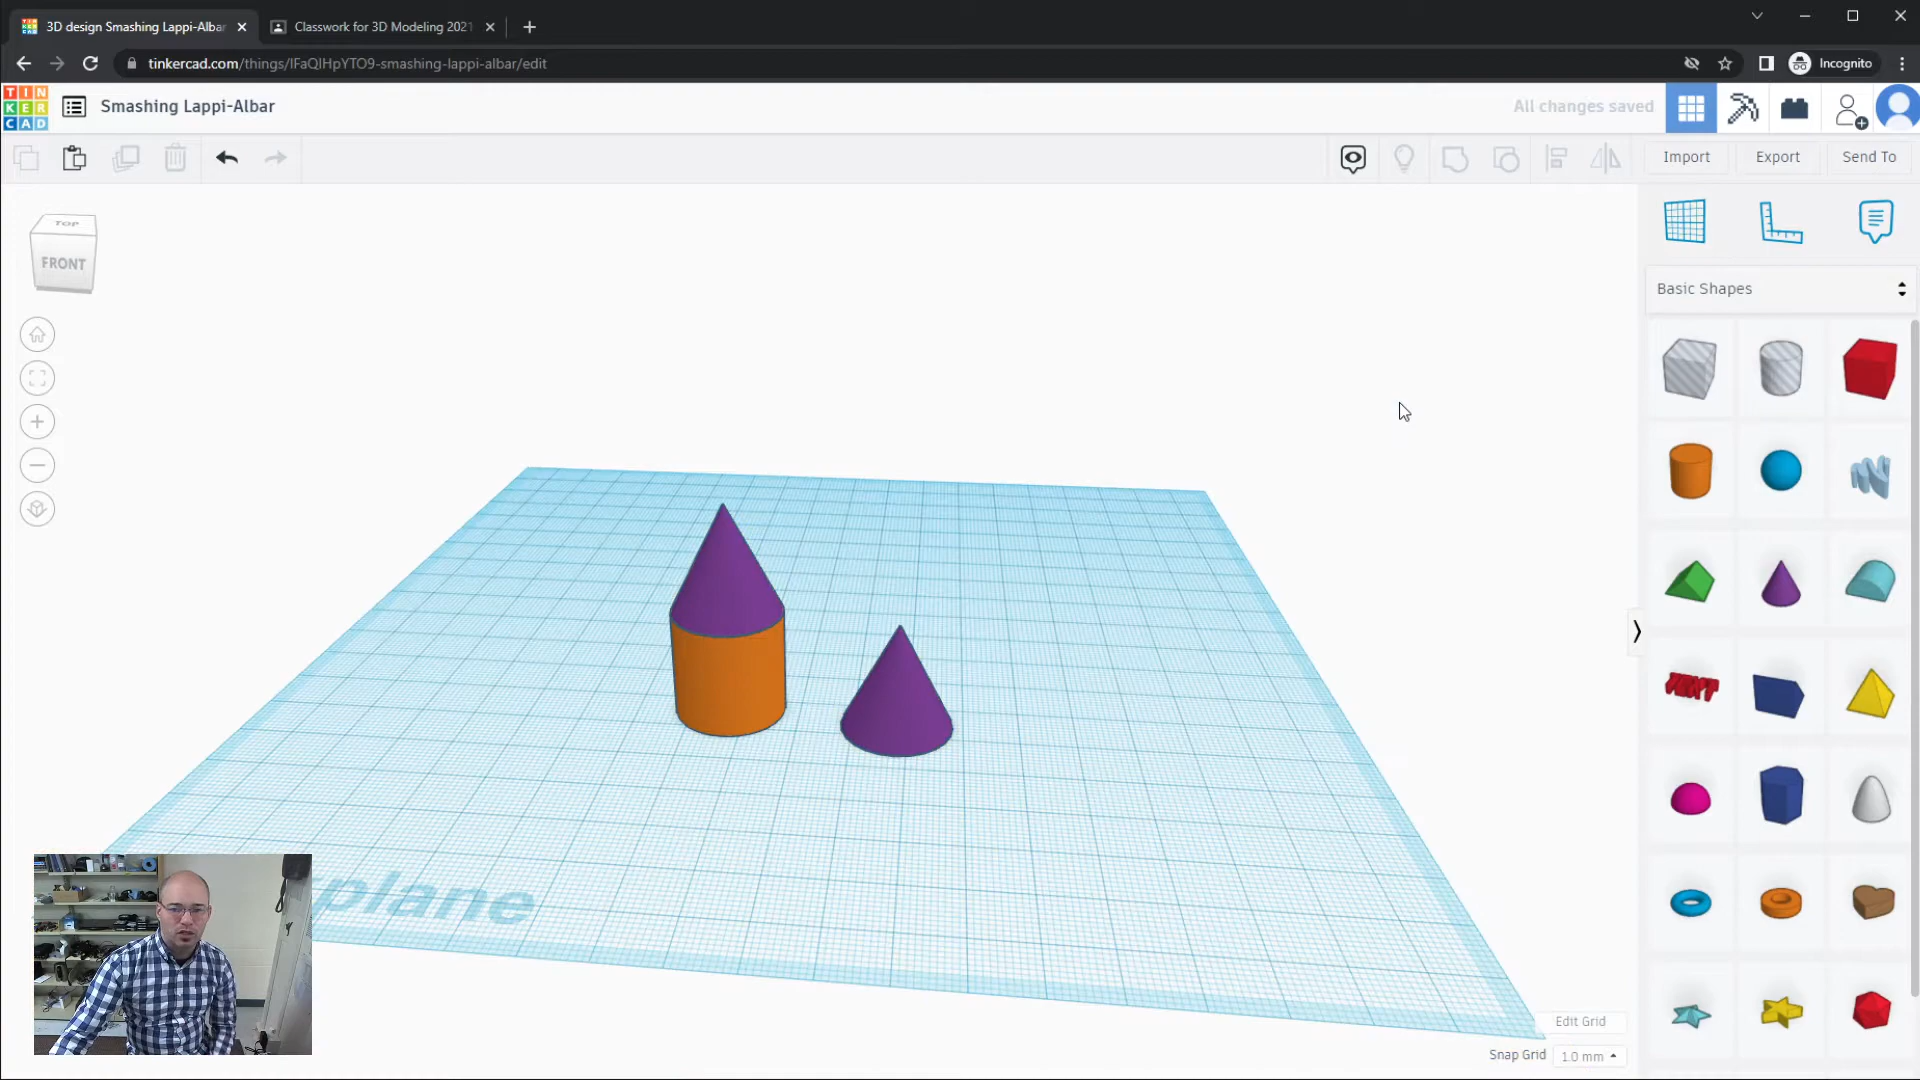 3D design Smashing Lappi-Albar
Classwork for 3D Modeling 2021
tinkercad.com/things/lFaQlHpYTO9-smashing-lappi-albar/edit
Incognito
TIN
KER
CAD
Smashing Lappi-Albar
All changes saved
Import
Export
Send To
TOP
FRONT
Basic Shapes
TEXT
plane
Edit Grid
Snap Grid
1.0 mm